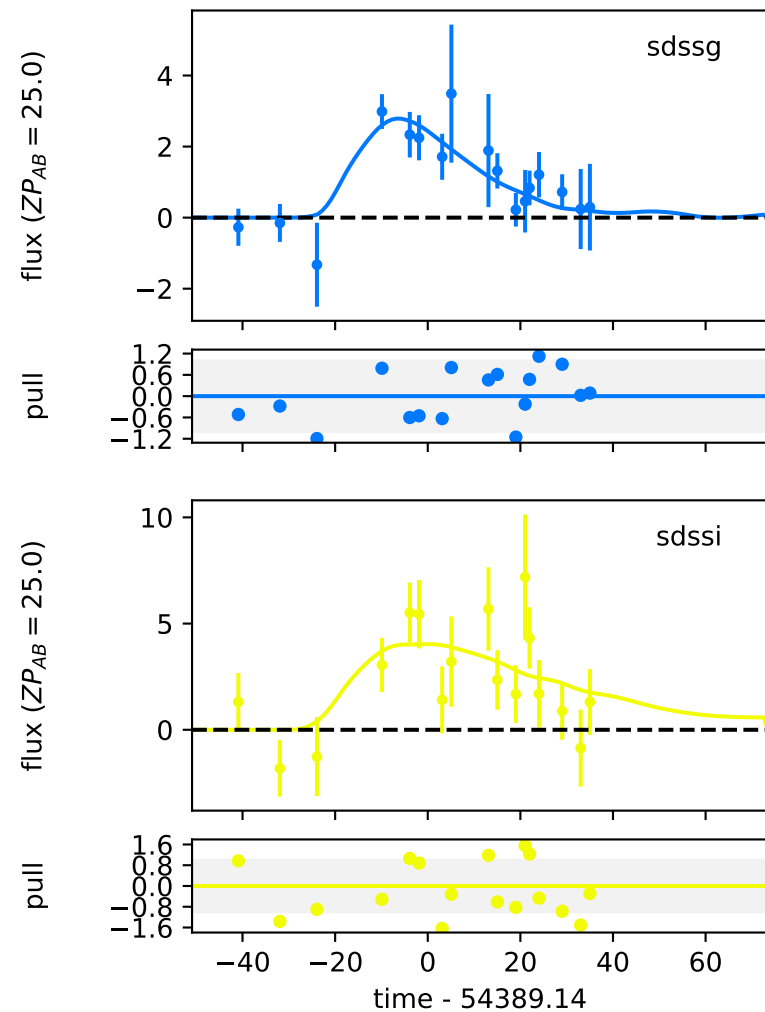 sdssg
flux (ZP_AB = 25.0)
4
2
0
−2
pull
1.2
0.6
0.0
−0.6
−1.2
sdssi
flux (ZP_AB = 25.0)
10
5
0
pull
1.6
0.8
0.0
−0.8
−1.6
−40 −20 0 20 40 60
time - 54389.14